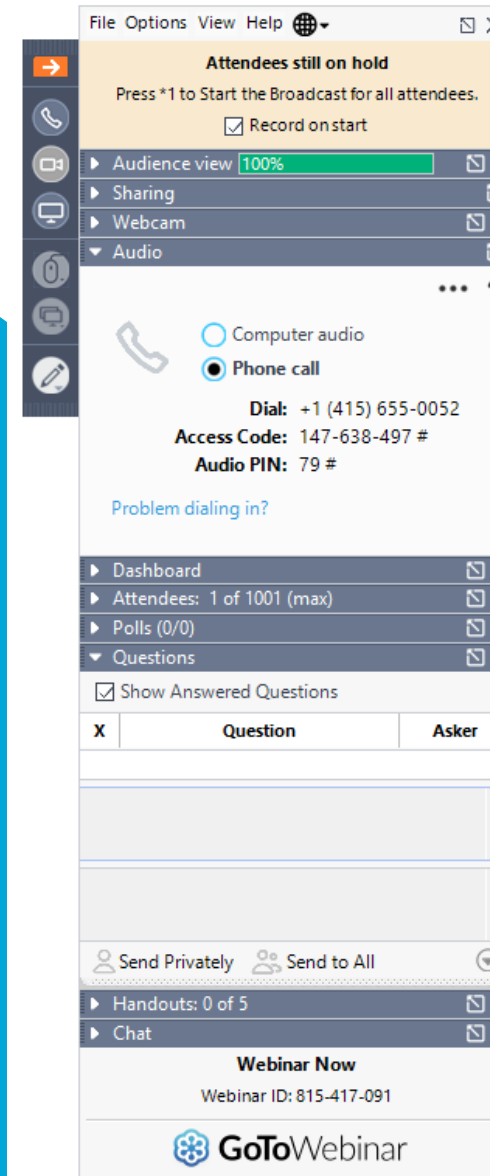 File Options View Help
Attendees still on hold
Press *1 to Start the Broadcast for all attendees.
Record on start
Audience view 100%
Sharing
Webcam
Audio
Computer audio
Phone call
Dial: +1 (415) 655-0052
Access Code: 147-638-497 #
Audio PIN: 79 #
Problem dialing in?
Dashboard
Attendees: 1 of 1001 (max)
Polls (0/0)
Questions
Show Answered Questions
X Question Asker
Send Privately Send to All
Handouts: 0 of 5
Chat
Webinar Now
Webinar ID: 815-417-091
GoToWebinar